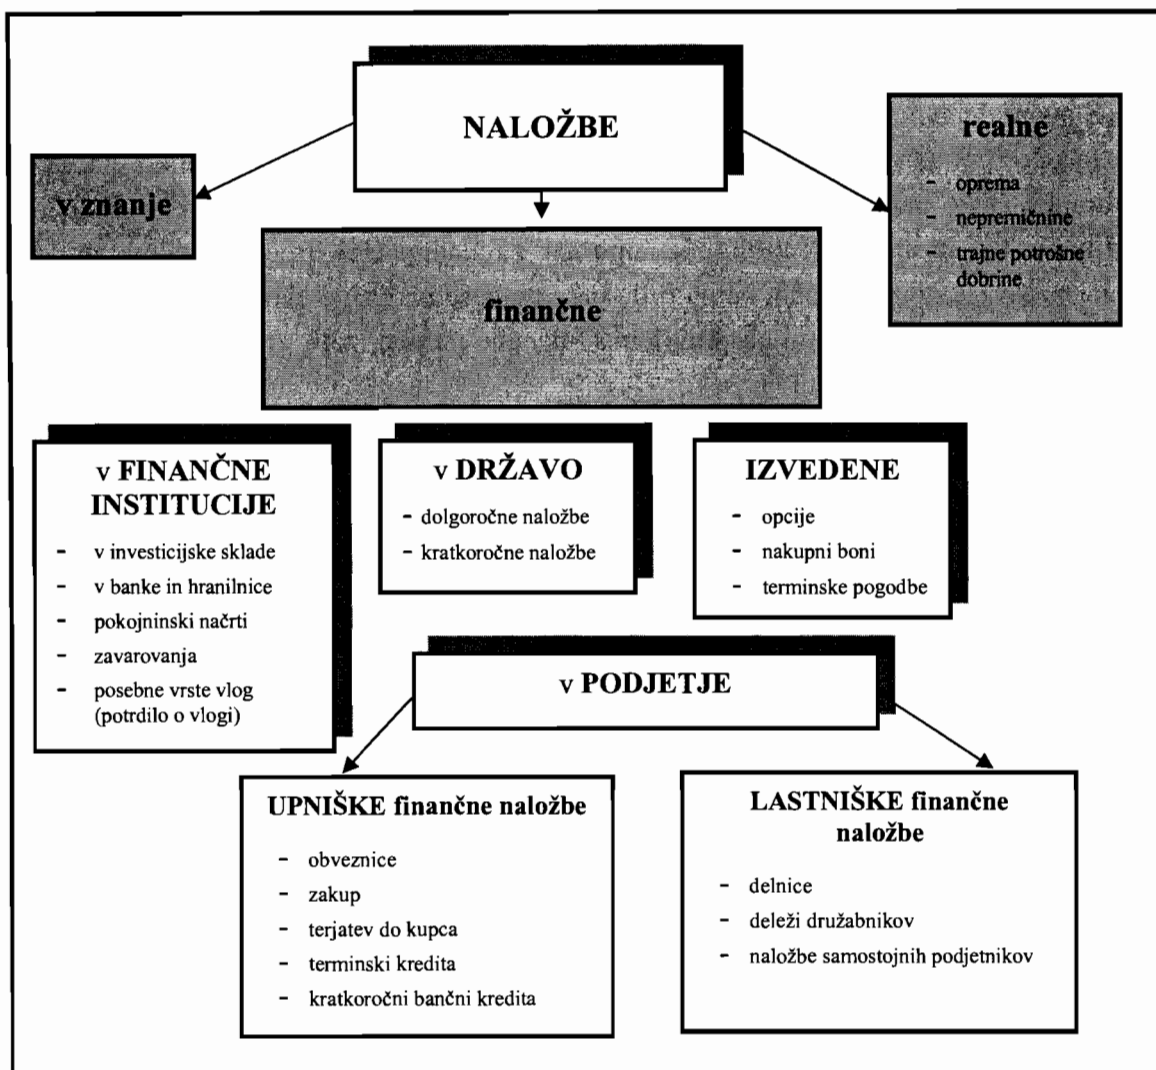 NALOŽBE
v znanje
realne
- oprema
- nepremičnine
- trajne potrošne
dobrine
finančne
v FINANČNE
INSTITUCIJE
- v investicijske sklade
- v banke in hranilnice
- pokojninski načrti
- zavarovanja
- posebne vrste vlog
(potrdilo o vlogi)
v DRŽAVO
- dolgoročne naložbe
- kratkoročne naložbe
IZVEDENE
- opcije
- nakupni boni
- terminske pogodbe
v PODJETJE
UPNIŠKE finančne naložbe
- obveznice
- zakup
- terjatev do kupca
- terminski kredita
- kratkoročni bančni kredita
LASTNIŠKE finančne
naložbe
- delnice
- deleži družabnikov
- naložbe samostojnih podjetnikov